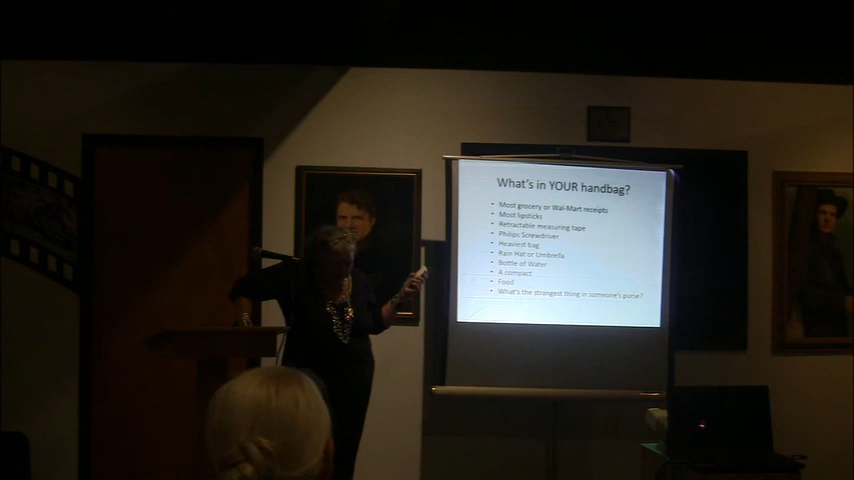 What's in YOUR handbag?
• Most grocery or Wal-Mart receipts
• Most lipsticks
• Retractable measuring tape
• Philips Screwdriver
• Heaviest bag
• Rain Hat or Umbrella
• Bottle of Water
• A compact
• Food
• What's the strangest thing in someone's purse?